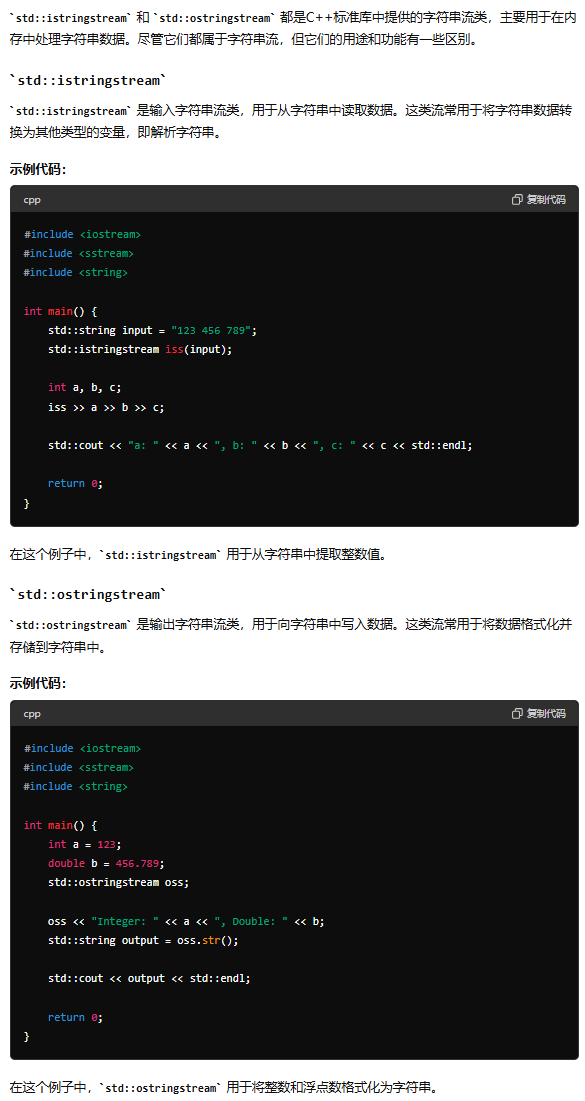 `std::istringstream` 和 `std::ostringstream` 都是C++标准库中提供的字符串流类，主要用于在内
存中处理字符串数据。尽管它们都属于字符串流，但它们的用途和功能有一些区别。
`std::istringstream`
`std::istringstream` 是输入字符串流类，用于从字符串中读取数据。这类流常用于将字符串数据转
换为其他类型的变量，即解析字符串。
示例代码：
cpp 复制代码
#include <iostream>
#include <sstream>
#include <string>
int main() {
    std::string input = "123 456 789";
    std::istringstream iss(input);
    int a, b, c;
    iss >> a >> b >> c;
    std::cout << "a: " << a << ", b: " << b << ", c: " << c << std::endl;
    return 0;
}
在这个例子中，`std::istringstream` 用于从字符串中提取整数值。
`std::ostringstream`
`std::ostringstream` 是输出字符串流类，用于向字符串中写入数据。这类流常用于将数据格式化并
存储到字符串中。
示例代码：
cpp 复制代码
#include <iostream>
#include <sstream>
#include <string>
int main() {
    int a = 123;
    double b = 456.789;
    std::ostringstream oss;
    oss << "Integer: " << a << ", Double: " << b;
    std::string output = oss.str();
    std::cout << output << std::endl;
    return 0;
}
在这个例子中，`std::ostringstream` 用于将整数和浮点数格式化为字符串。